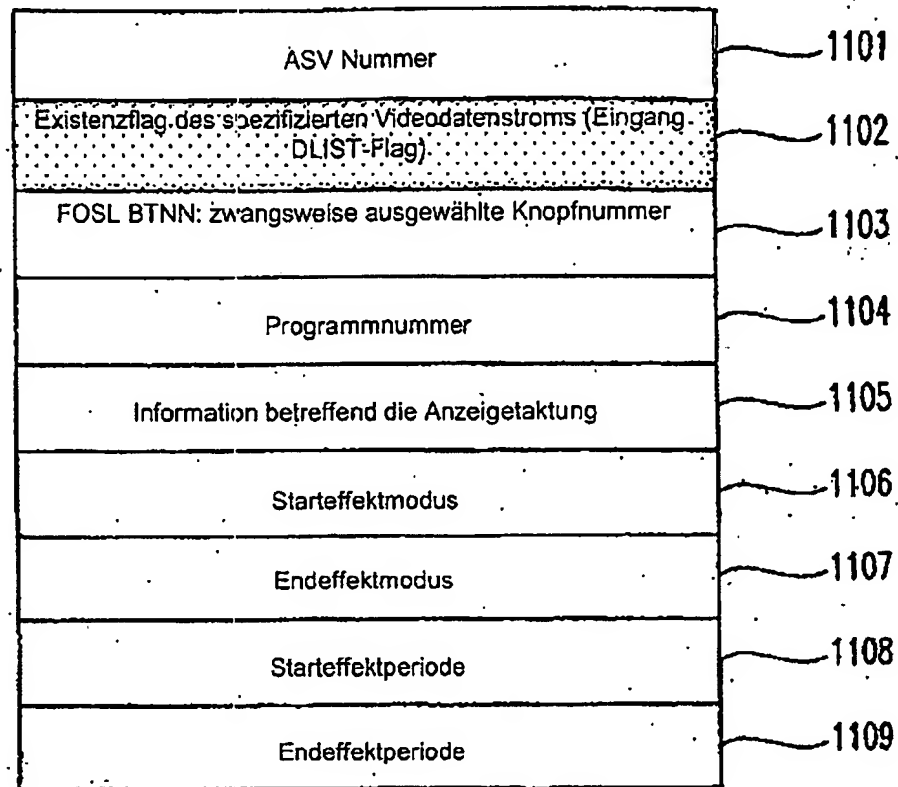 ASV Nummer
1101
Existenzflag des spezifizierten Videodatenstroms (Eingang
DLIST-Flag)
1102
FOSL BTNN: zwangsweise ausgewählte Knopfnummer
1103
Programmnummer
1104
Information betreffend die Anzeigetaktung
1105
Starteffektmodus
1106
Endeffektmodus
1107
Starteffektperiode
1108
Endeffektperiode
1109